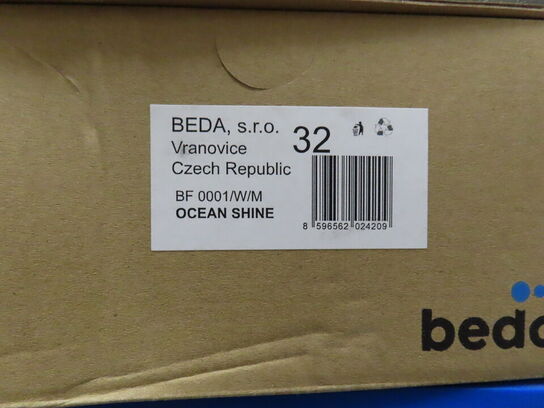 BEDA, s.r.o.
Vranovice
Czech Republic
32
BF 0001/W/M
OCEAN SHINE
8 596562 024209
beda